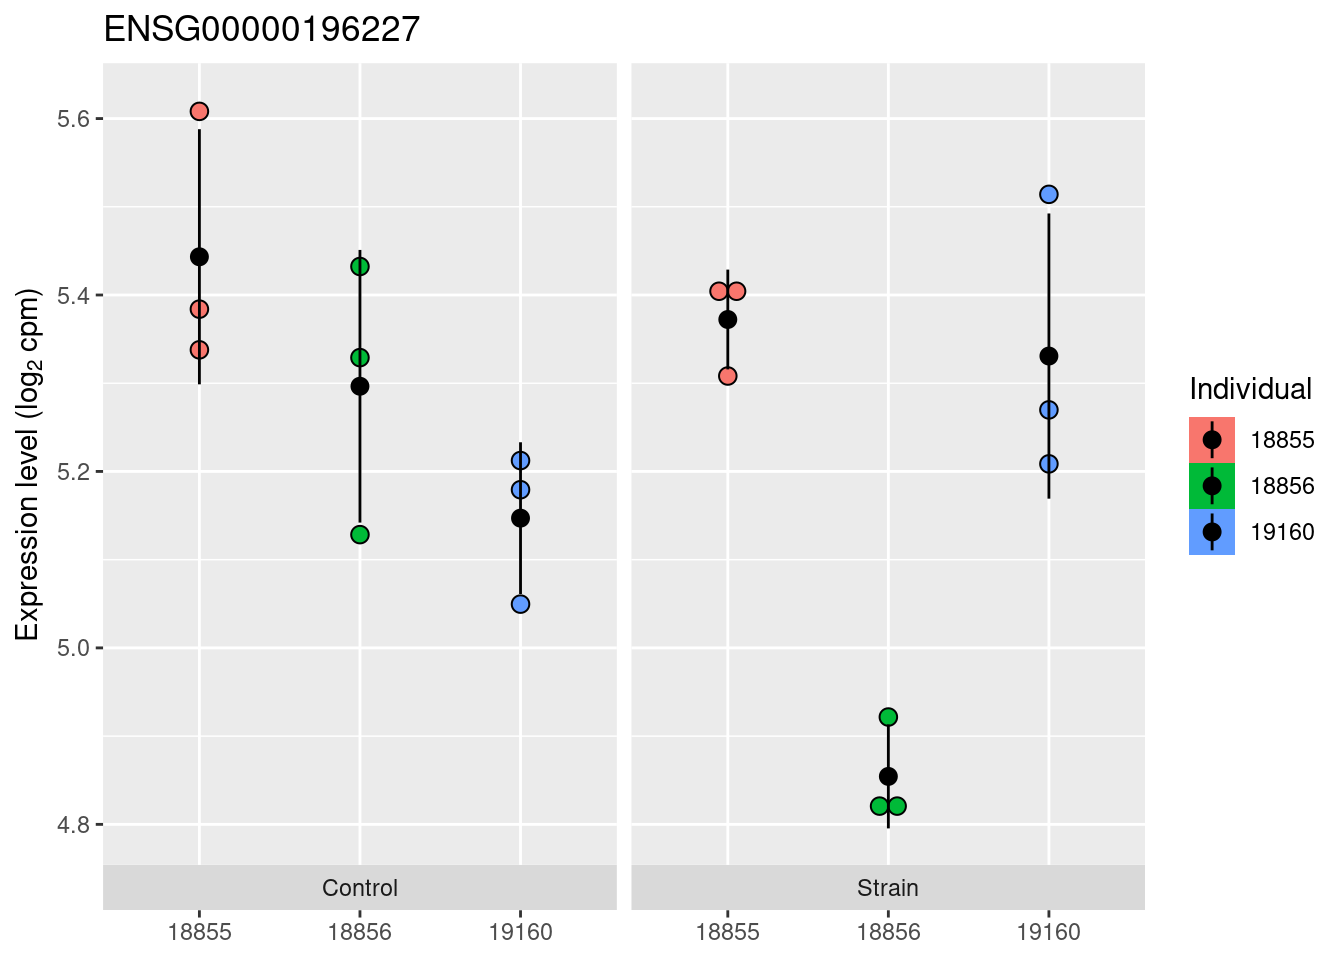 ENSG00000196227
Expression level (log₂ cpm)
5.6
5.4
5.2
5.0
4.8
Control
Strain
18855
18856
19160
18855
18856
19160
Individual
18855
18856
19160